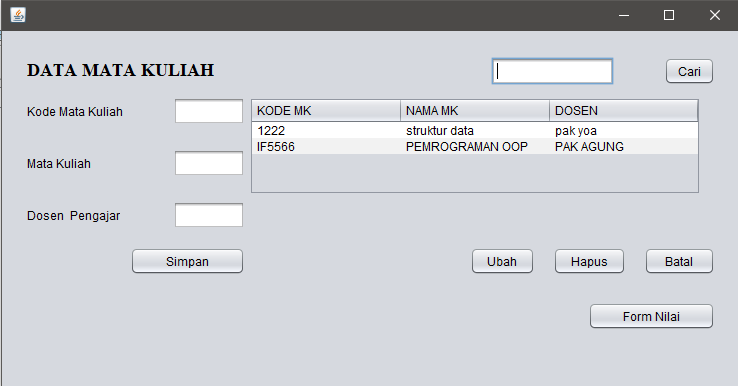 DATA MATA KULIAH
Cari
Kode Mata Kuliah
KODE MK NAMA MK DOSEN
1222 struktur data pak yoa
IF5566 PEMROGRAMAN OOP PAK AGUNG
Mata Kuliah
Dosen Pengajar
Simpan
Ubah
Hapus
Batal
Form Nilai